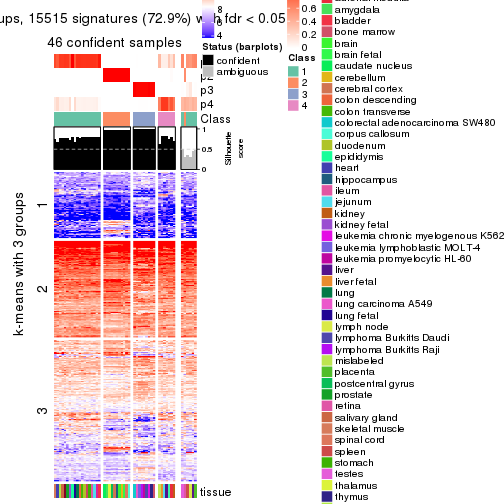 ups, 15515 signatures (72.9%) with fdr < 0.05
46 confident samples
p3
p4
Class
1
0.5
0
Silhouette
score
k-means with 3 groups
1
2
3
tissue
8
6
4
Status (barplots)
confident
ambiguous
0.6
0.4
0.2
0
Class
1
2
3
4
amygdala
bladder
bone marrow
brain
brain fetal
caudate nucleus
cerebellum
cerebral cortex
colon descending
colon transverse
colorectal adenocarcinoma SW480
corpus callosum
duodenum
epididymis
heart
hippocampus
ileum
jejunum
kidney
kidney fetal
leukemia chronic myelogenous K562
leukemia lymphoblastic MOLT-4
leukemia promyelocytic HL-60
liver
liver fetal
lung
lung carcinoma A549
lung fetal
lymph node
lymphoma Burkitts Daudi
lymphoma Burkitts Raji
mislabeled
placenta
postcentral gyrus
prostate
retina
salivary gland
skeletal muscle
spinal cord
spleen
stomach
testes
thalamus
thymus